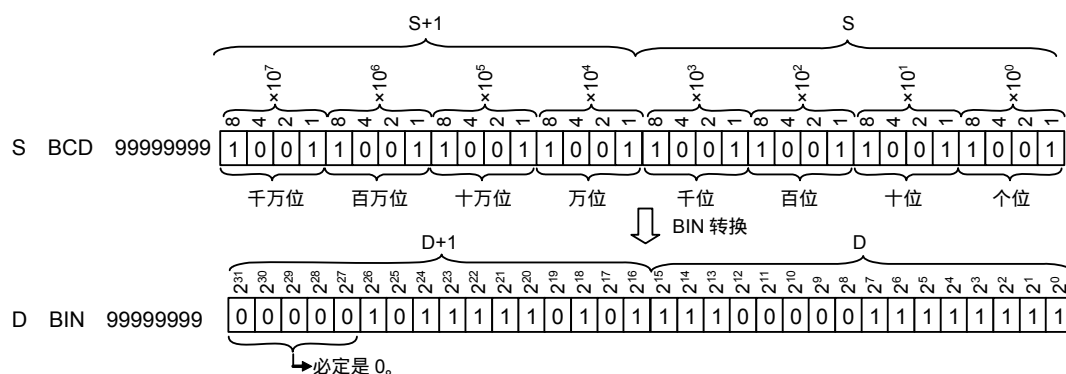 S+1 S
×10⁷ ×10⁶ ×10⁵ ×10⁴ ×10³ ×10² ×10¹ ×10⁰
8 4 2 1 8 4 2 1 8 4 2 1 8 4 2 1 8 4 2 1 8 4 2 1 8 4 2 1 8 4 2 1
S BCD 99999999 1 0 0 1 1 0 0 1 1 0 0 1 1 0 0 1 1 0 0 1 1 0 0 1 1 0 0 1 1 0 0 1
千万位 百万位 十万位 万位 千位 百位 十位 个位
BIN 转换
D+1 D
2³¹ 2³⁰ 2²⁹ 2²⁸ 2²⁷ 2²⁶ 2²⁵ 2²⁴ 2²³ 2²² 2²¹ 2²⁰ 2¹⁹ 2¹⁸ 2¹⁷ 2¹⁶ 2¹⁵ 2¹⁴ 2¹³ 2¹² 2¹¹ 2¹⁰ 2⁹ 2⁸ 2⁷ 2⁶ 2⁵ 2⁴ 2³ 2² 2¹ 2⁰
D BIN 99999999 0 0 0 0 0 1 0 1 1 1 1 1 0 1 0 1 1 1 1 0 0 0 0 0 1 1 1 1 1 1 1 1
必定是 0。